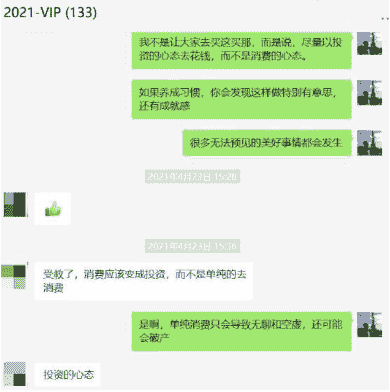 2021-VIP (133)
我不是让大家去买这买那，而是说，尽量以投
资的心态去花钱，而不是消费的心态。
如果养成习惯，你会发现这样做特别有意思，
还有成就感
很多无法预见的美好事情都会发生
2021年4月23日 15:20
2021年4月23日 15:36
受教了，消费应该变成投资，而不是单纯的去
消费
是啊，单纯消费只会导致无聊和空虚，还可能
会破产
投资的心态